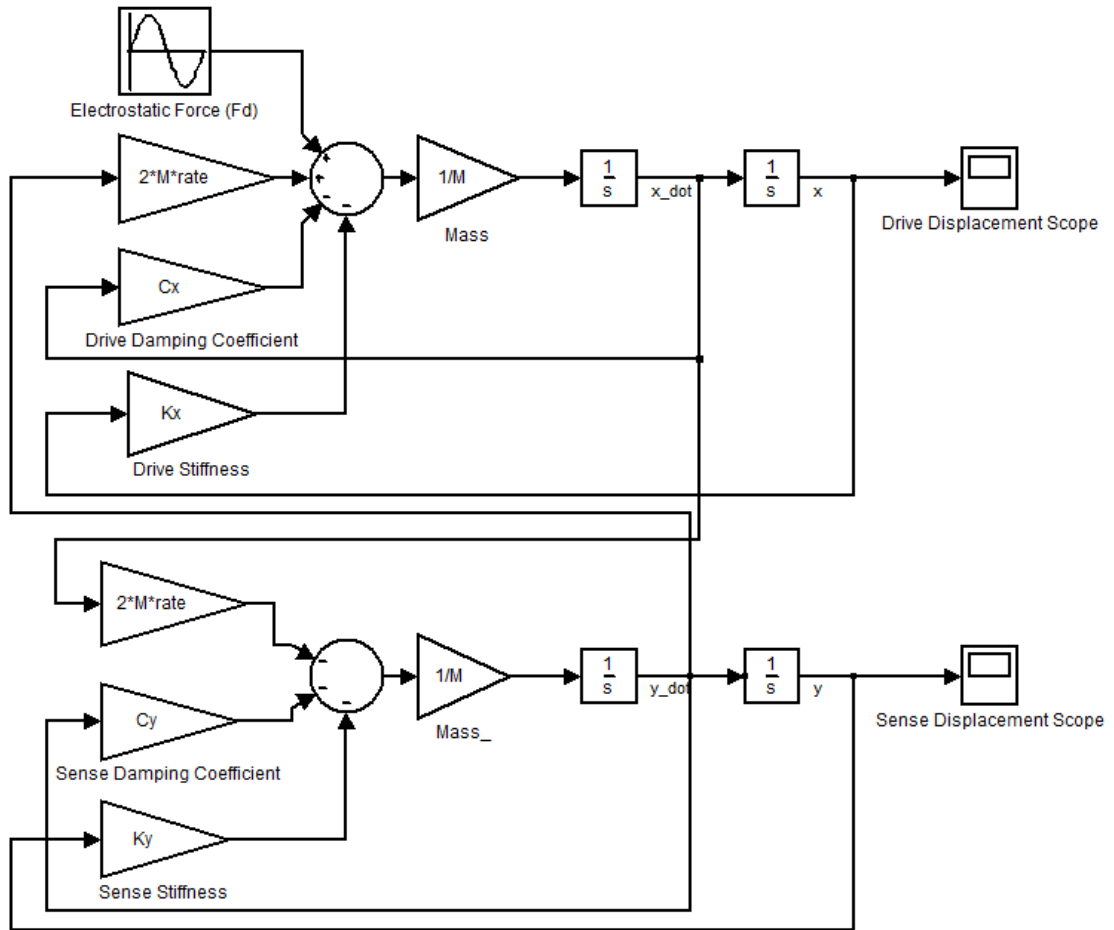 Electrostatic Force (Fd)
2*M*rate
+
+
-
-
1/M
Mass
1
s
x_dot
1
s
x
Drive Displacement Scope
Cx
Drive Damping Coefficient
Kx
Drive Stiffness
2*M*rate
-
-
-
1/M
Mass_
1
s
y_dot
1
s
y
Sense Displacement Scope
Cy
Sense Damping Coefficient
Ky
Sense Stiffness